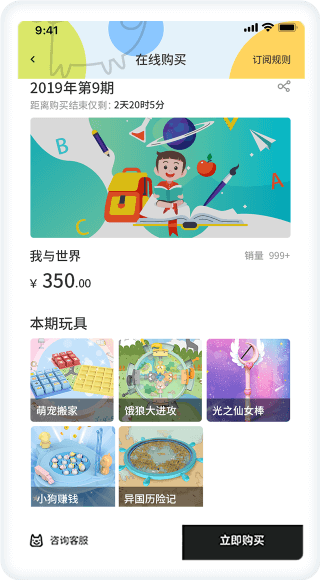 9:41
在线购买
订阅规则
2019年第9期
距离购买结束仅剩：2天20时5分
B
A
C
我与世界
销量 999+
¥ 350.00
本期玩具
萌宠搬家
饿狼大进攻
光之仙女棒
小狗赚钱
异国历险记
咨询客服
立即购买